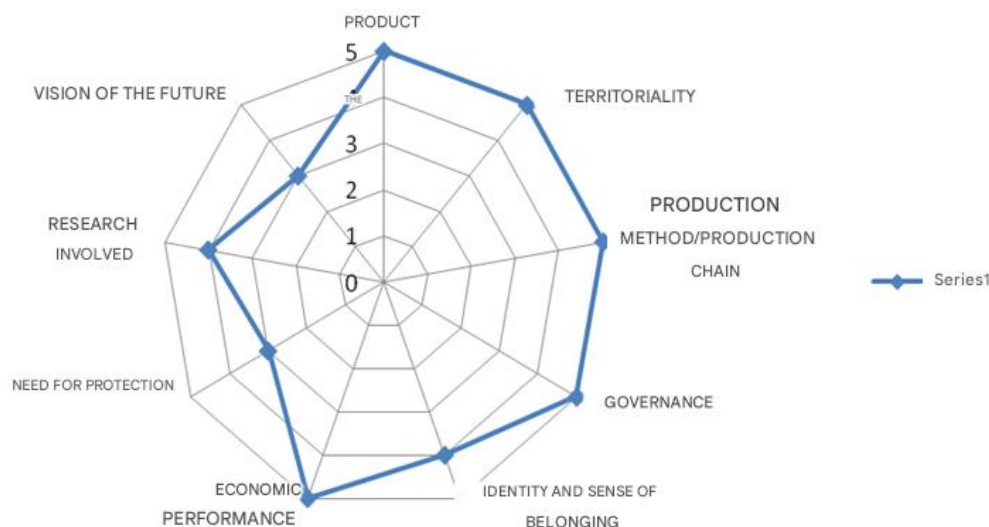 PRODUCT
5
VISION OF THE FUTURE
THE
TERRITORIALITY
3
2
PRODUCTION
METHOD/PRODUCTION
CHAIN
RESEARCH
INVOLVED
1
0
Series1
NEED FOR PROTECTION
GOVERNANCE
ECONOMIC
PERFORMANCE
IDENTITY AND SENSE OF
BELONGING